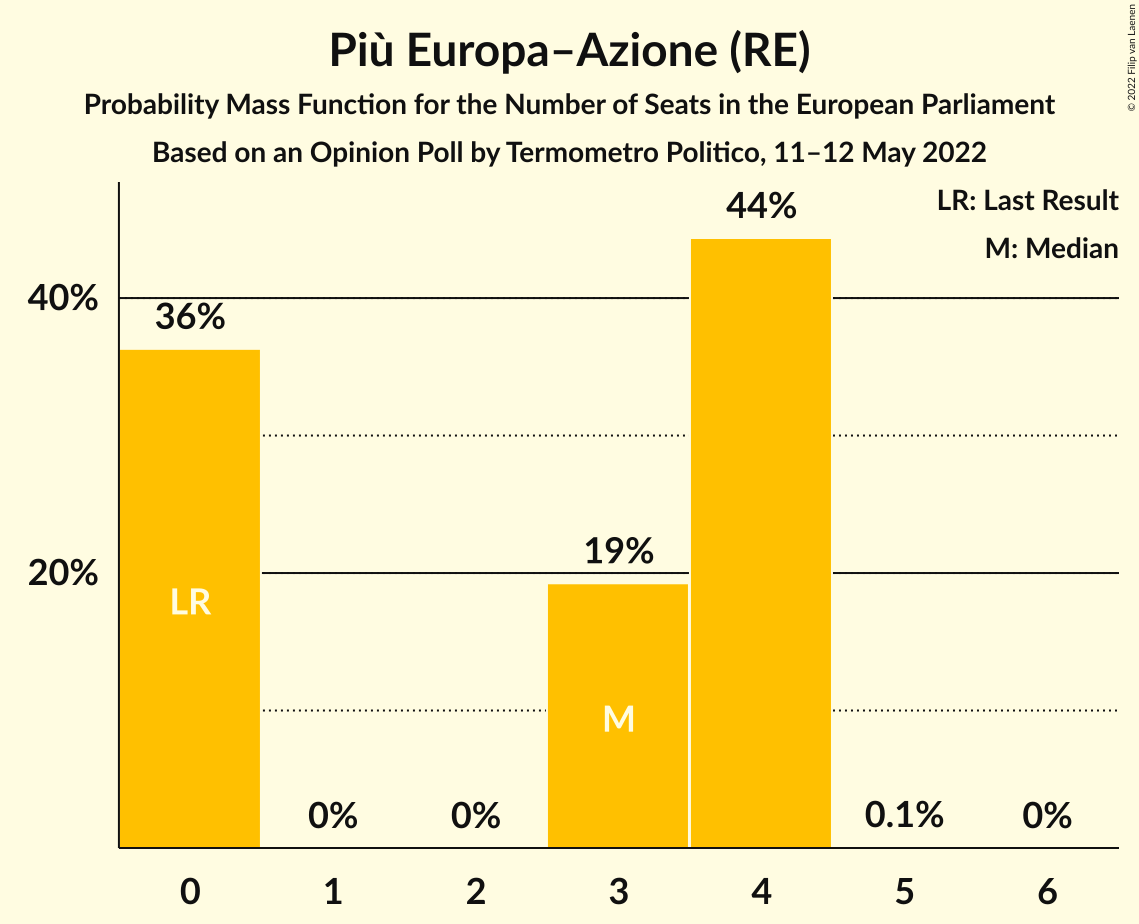 Più Europa–Azione (RE)
Probability Mass Function for the Number of Seats in the European Parliament
Based on an Opinion Poll by Termometro Politico, 11–12 May 2022
© 2022 Filip van Laenen
LR: Last Result
M: Median
40%
20%
36%
0%
0%
19%
44%
0.1%
0%
LR
M
0
1
2
3
4
5
6